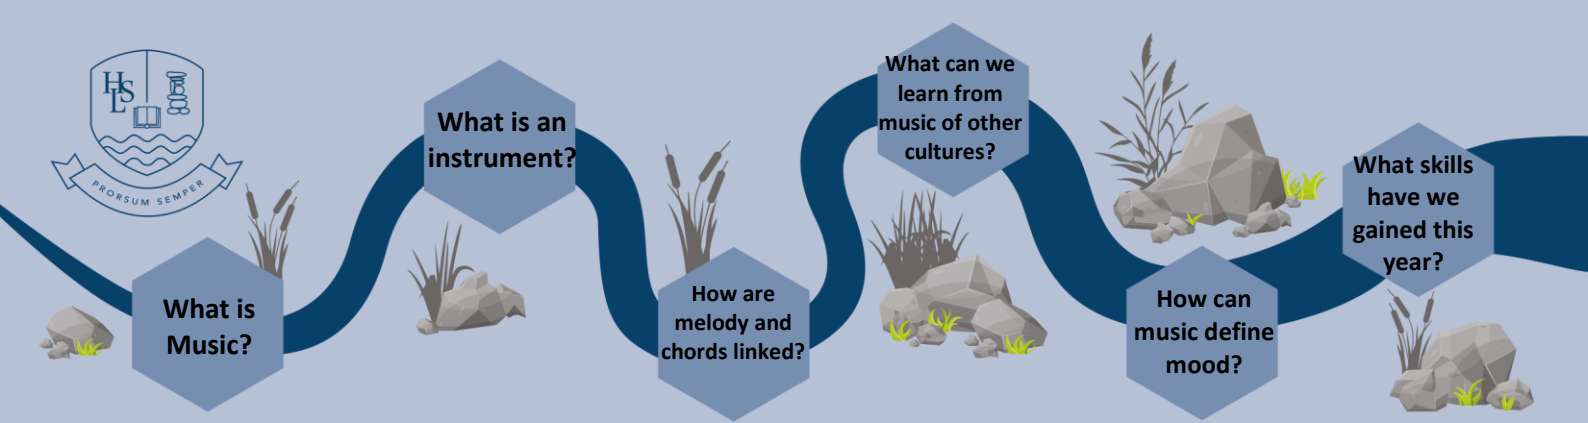 HLS
PRORSUM SEMPER
What is
Music?
What is an
instrument?
How are
melody and
chords linked?
What can we
learn from
music of other
cultures?
How can
music define
mood?
What skills
have we
gained this
year?